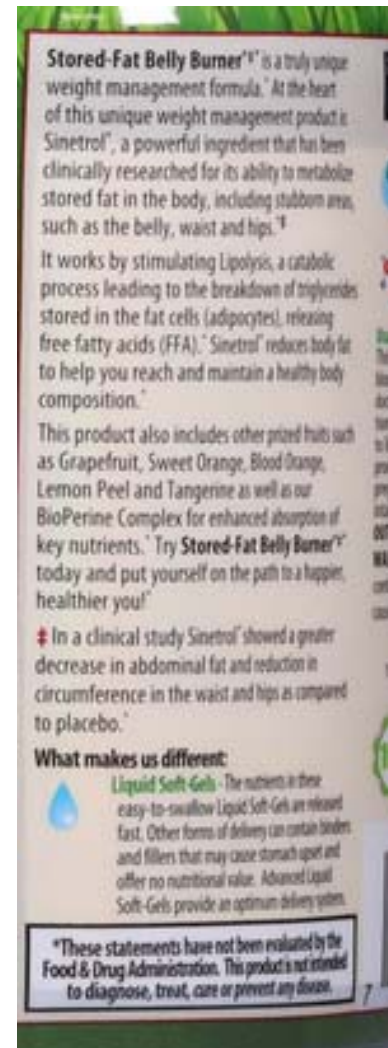 Stored-Fat Belly Burner*‡* is a truly unique
weight management formula.* At the heart
of this unique weight management product is
Sinetrol®, a powerful ingredient that has been
clinically researched for its ability to metabolize
stored fat in the body, including stubborn areas,
such as the belly, waist and hips.*‡
It works by stimulating Lipolysis, a catabolic
process leading to the breakdown of triglycerides
stored in the fat cells (adipocytes), releasing
free fatty acids (FFA).* Sinetrol® reduces body fat
to help you reach and maintain a healthy body
composition.*
This product also includes other prized fruits such
as Grapefruit, Sweet Orange, Blood Orange,
Lemon Peel and Tangerine as well as our
BioPerine Complex for enhanced absorption of
key nutrients.* Try Stored-Fat Belly Burner*‡*
today and put yourself on the path to a happier,
healthier you!*
‡ In a clinical study Sinetrol® showed a greater
decrease in abdominal fat and reduction in
circumference in the waist and hips as compared
to placebo.*
What makes us different:
Liquid Soft-Gels - The nutrients in these
easy-to-swallow Liquid Soft-Gels are released
fast. Other forms of delivery can contain binders
and fillers that may cause stomach upset and
offer no nutritional value. Advanced Liquid
Soft-Gels provide an optimum delivery system.
*These statements have not been evaluated by the
Food & Drug Administration. This product is not intended
to diagnose, treat, cure or prevent any disease.
7